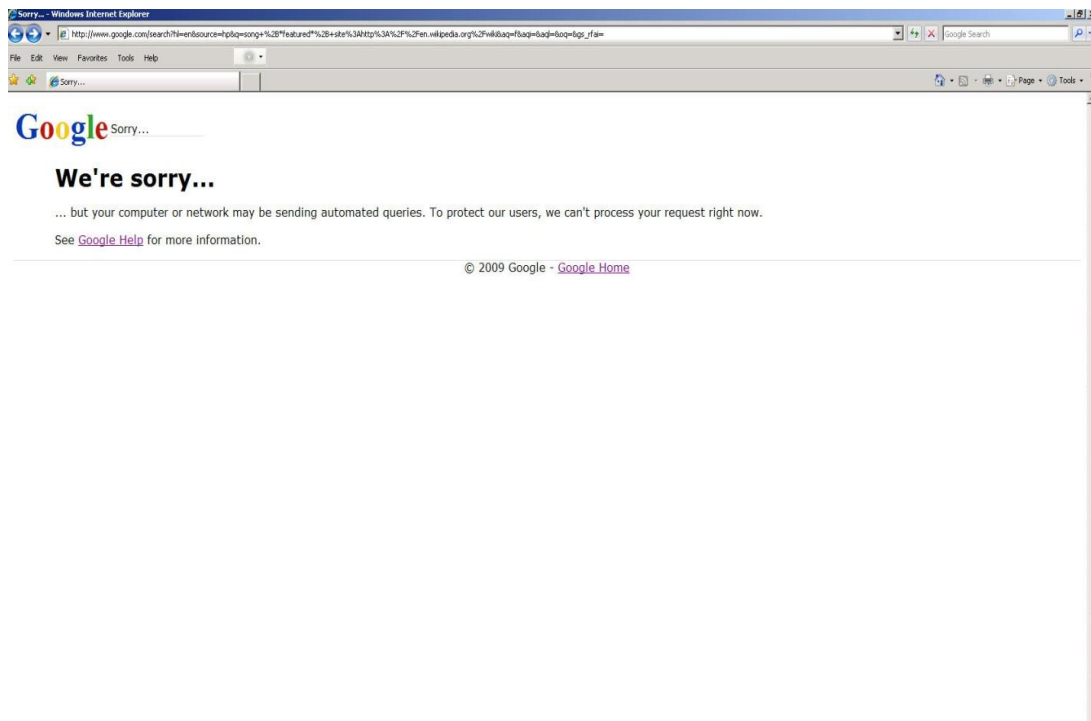 Sorry... - Windows Internet Explorer
http://www.google.com/search?hl=en&source=hp&q=song+%2B*featured*%2B+site%3Ahttp%3A%2F%2Fen.wikipedia.org%2Fwiki&aq=f&aqi=&aql=&oq=&gs_rfai= Google Search
File Edit View Favorites Tools Help
Sorry... Page Tools
Google Sorry...
We're sorry...
... but your computer or network may be sending automated queries. To protect our users, we can't process your request right now.
See Google Help for more information.
© 2009 Google - Google Home